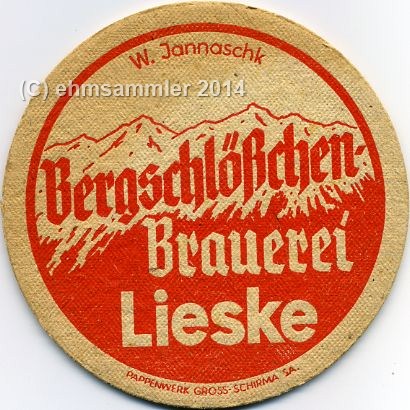 W. Jannaschk
(C) ehmsammler 2014
Bergschlößchen-
Brauerei
Lieske
PAPPENWERK GROSS-SCHIRMA SA.